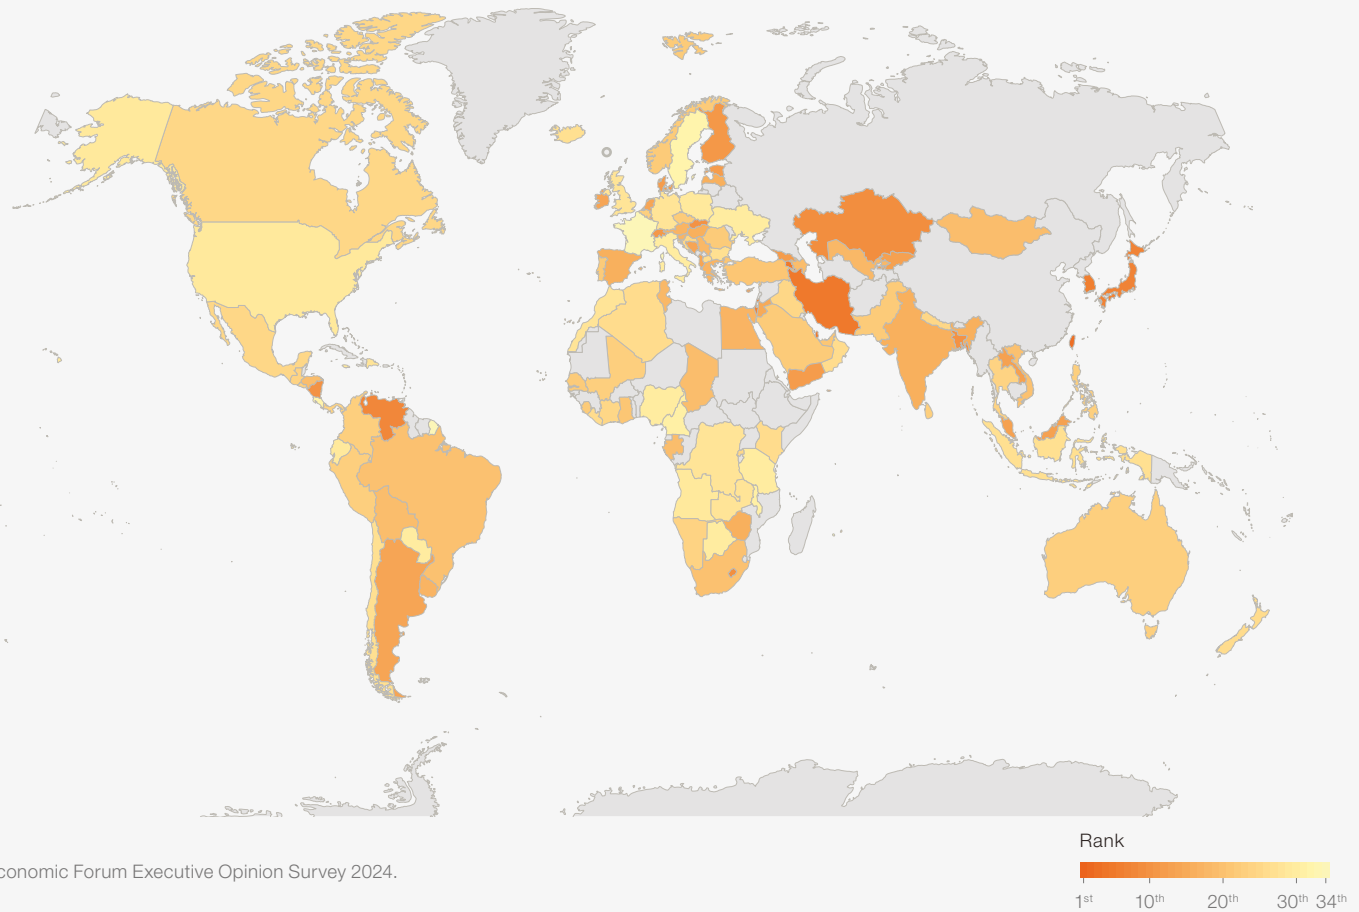 Rank
conomic Forum Executive Opinion Survey 2024.
1st 10th 20th 30th 34th